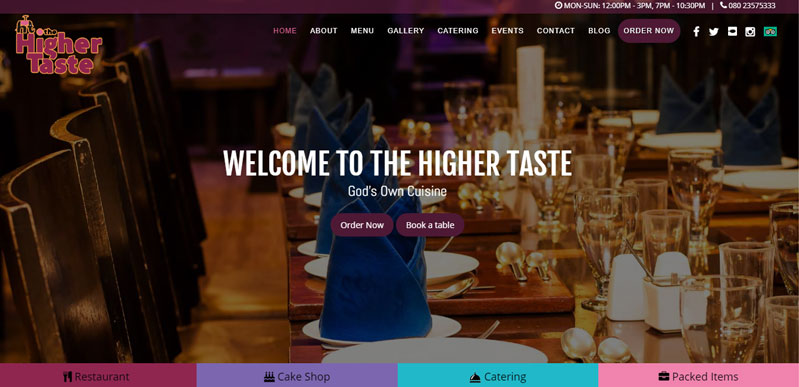 MON-SUN: 12:00PM - 3PM, 7PM - 10:30PM | 080 23575333
the
Higher
Taste
HOME ABOUT MENU GALLERY CATERING EVENTS CONTACT BLOG ORDER NOW
WELCOME TO THE HIGHER TASTE
God's Own Cuisine
Order Now Book a table
Restaurant Cake Shop Catering Packed Items